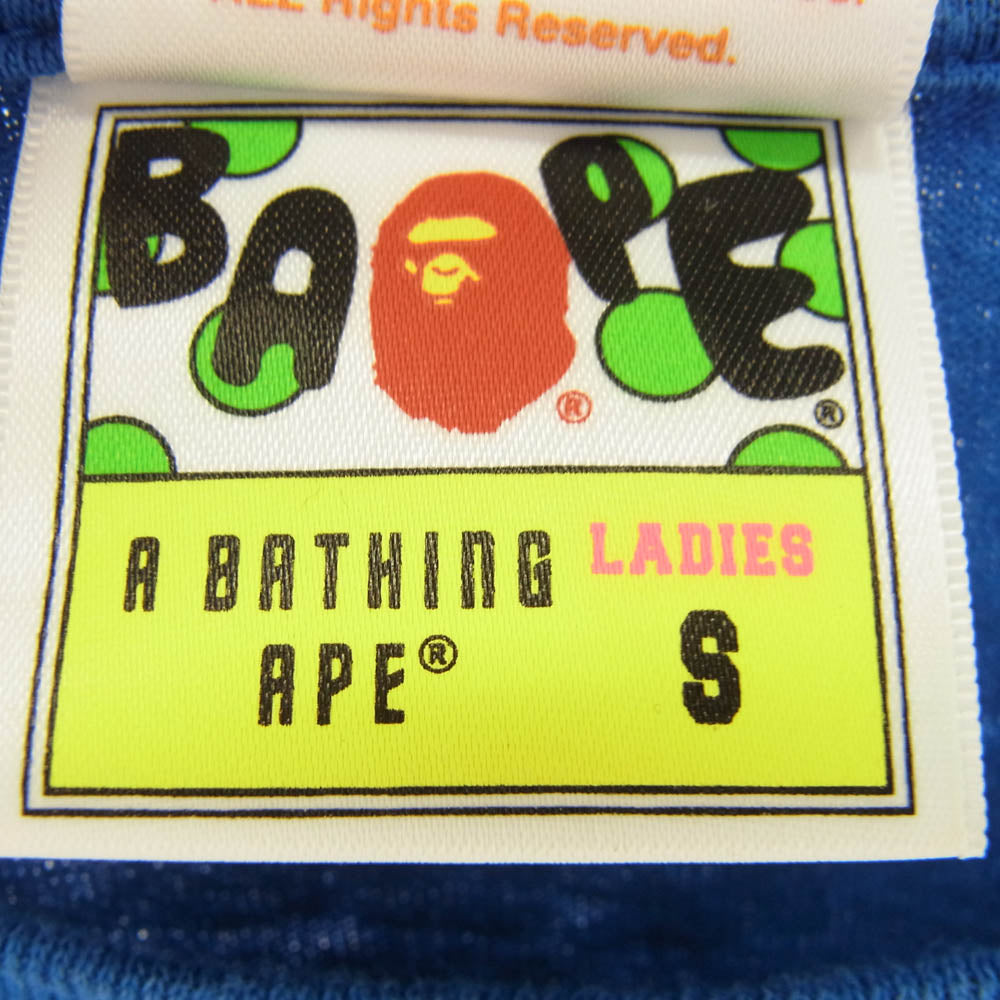 ALL Rights Reserved.
BAPE®
®
A BATHING APE®
LADIES
S